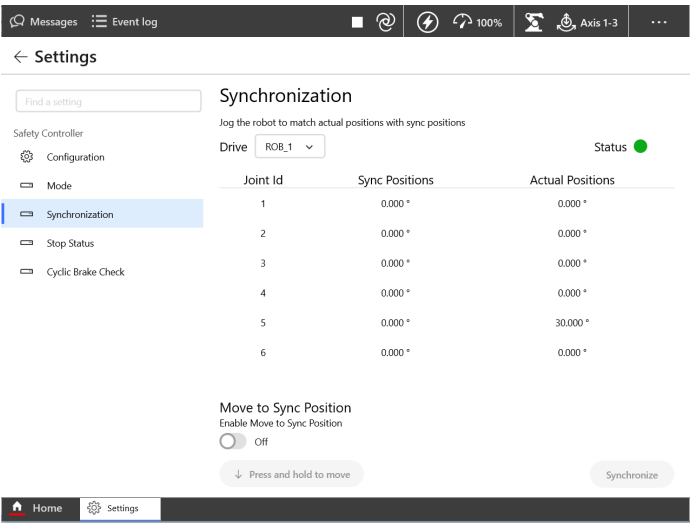 Messages Event log 100% Axis 1-3 ...
Settings
Find a setting
Safety Controller
Configuration
Mode
Synchronization
Stop Status
Cyclic Brake Check
Synchronization
Jog the robot to match actual positions with sync positions
Drive ROB_1 Status
Joint Id Sync Positions Actual Positions
1 0.000 ° 0.000 °
2 0.000 ° 0.000 °
3 0.000 ° 0.000 °
4 0.000 ° 0.000 °
5 0.000 ° 30.000 °
6 0.000 ° 0.000 °
Move to Sync Position
Enable Move to Sync Position
Off
Press and hold to move Synchronize
Home Settings